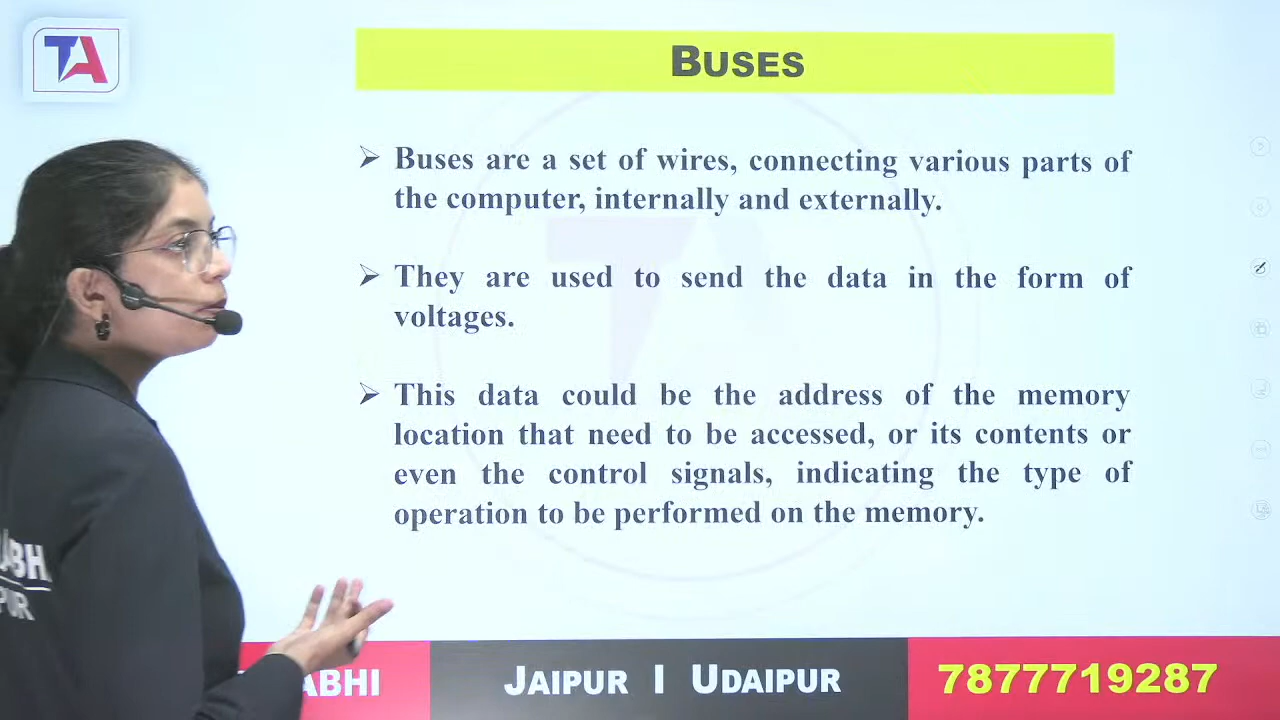 TA
BUSES
➢ Buses are a set of wires, connecting various parts of
the computer, internally and externally.
➢ They are used to send the data in the form of
voltages.
➢ This data could be the address of the memory
location that need to be accessed, or its contents or
even the control signals, indicating the type of
operation to be performed on the memory.
ABHI
JAIPUR | UDAIPUR
7877719287